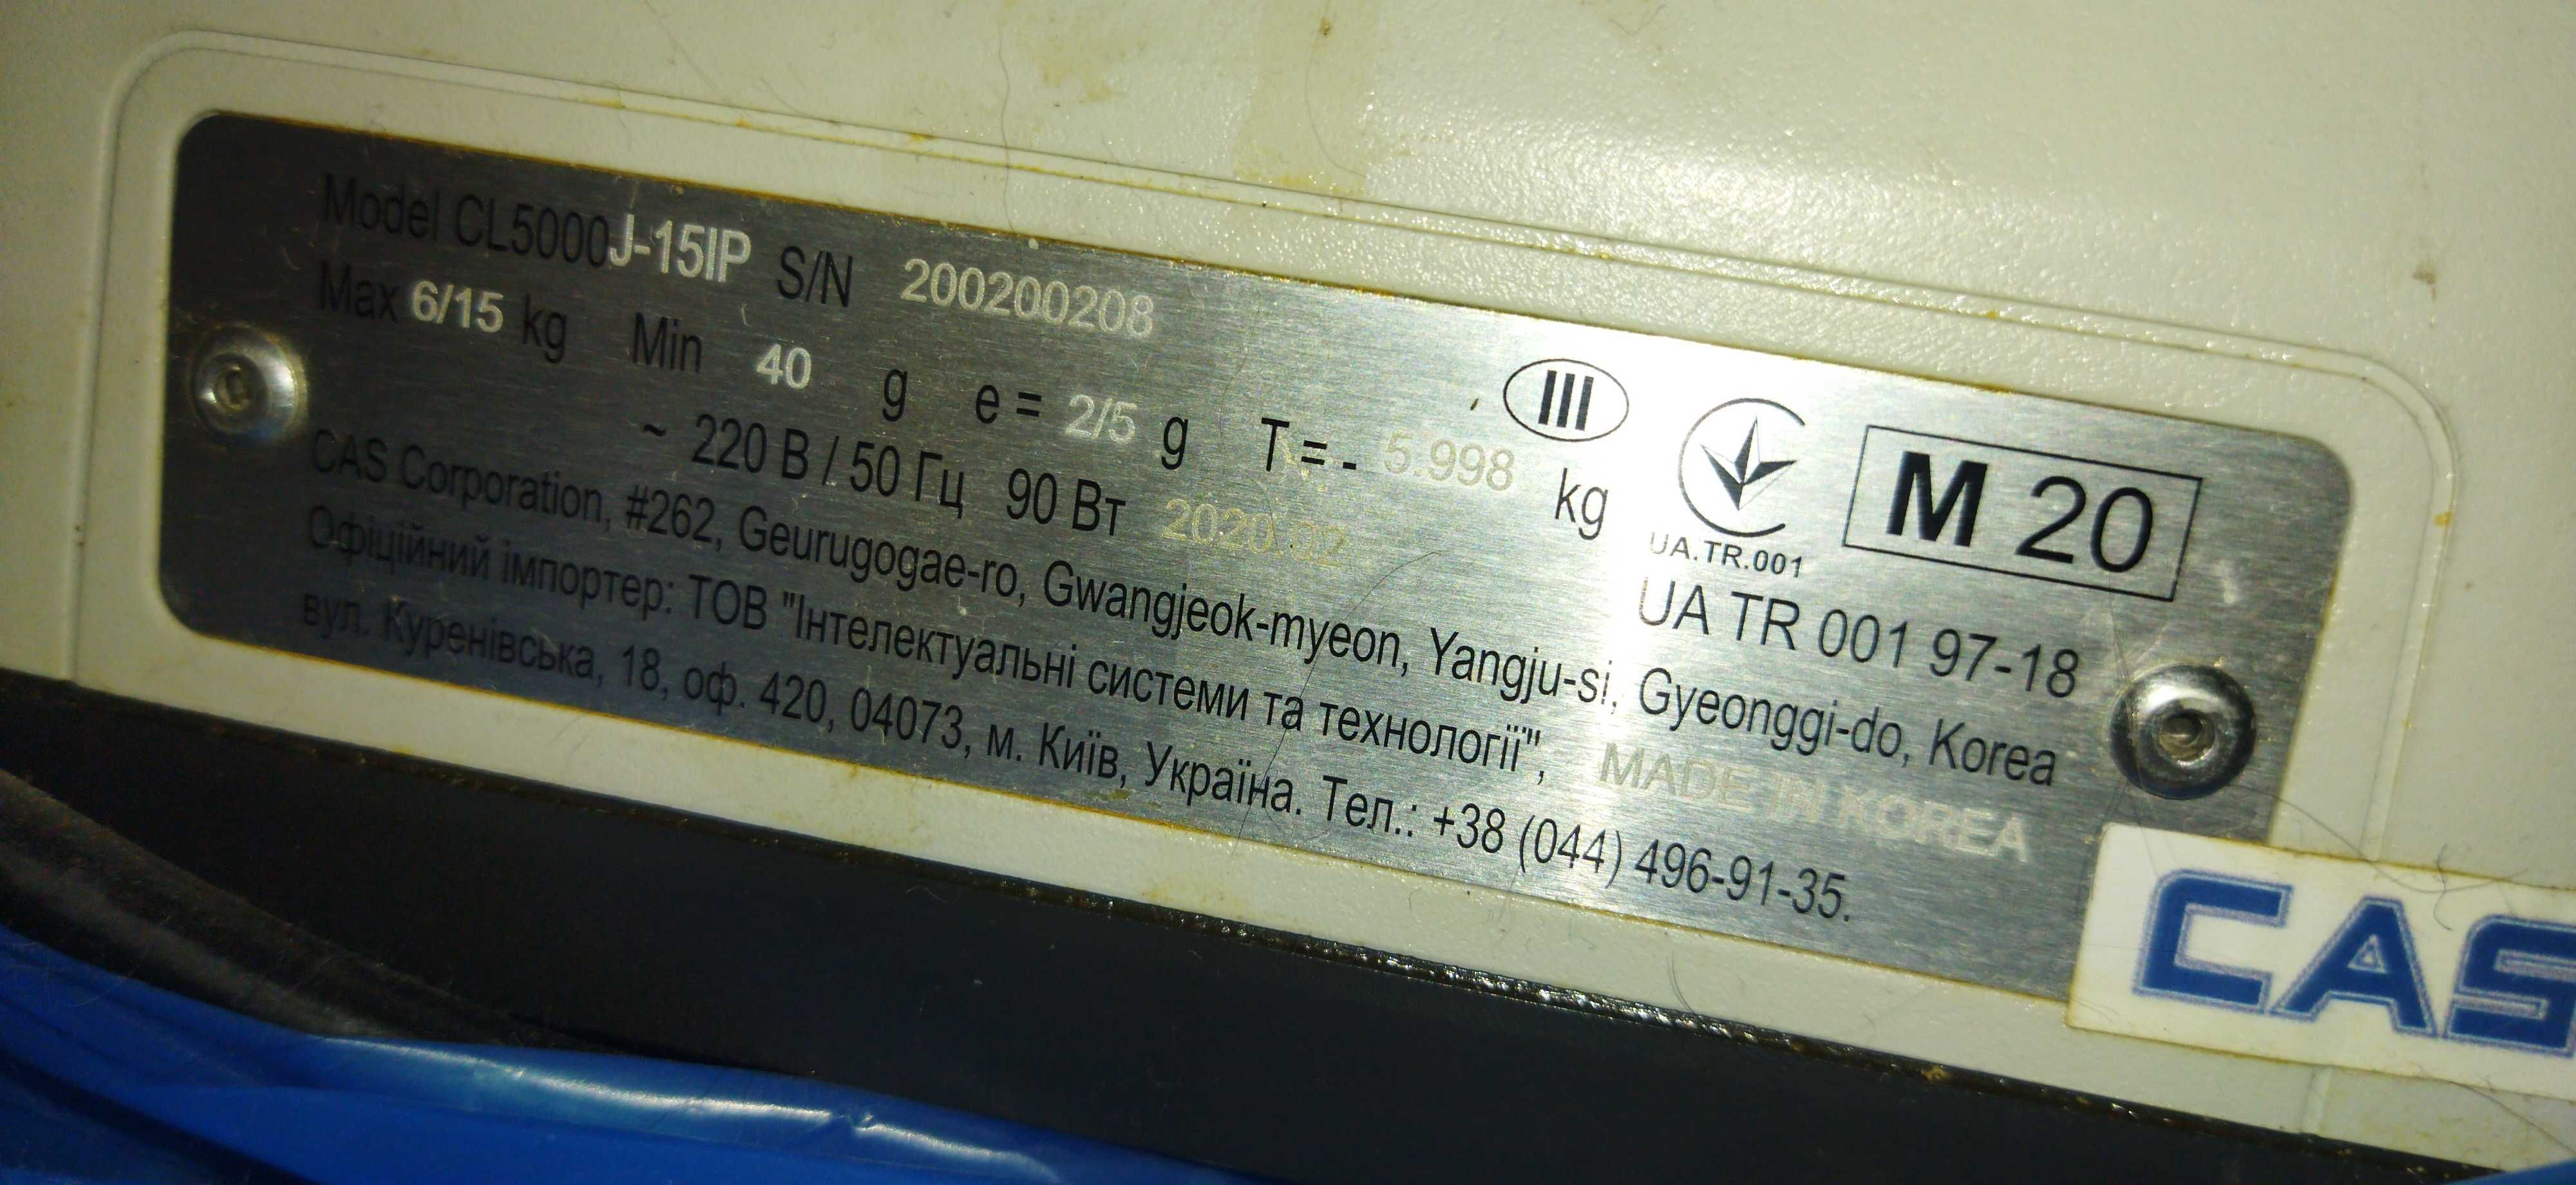 Model CL5000J-15IP S/N 200200208
Max 6/15 kg Min 40 g e = 2/5 g T = - 5.998 kg
III
UA.TR.001
M 20
~ 220 В / 50 Гц 90 Вт 2020.02
UA TR 001 97-18
CAS Corporation, #262, Geurugogae-ro, Gwangjeok-myeon, Yangju-si, Gyeonggi-do, Korea
Офіційний імпортер: ТОВ "Інтелектуальні системи та технології", MADE IN KOREA
вул. Куренівська, 18, оф. 420, 04073, м. Київ, Україна. Тел.: +38 (044) 496-91-35.
CAS